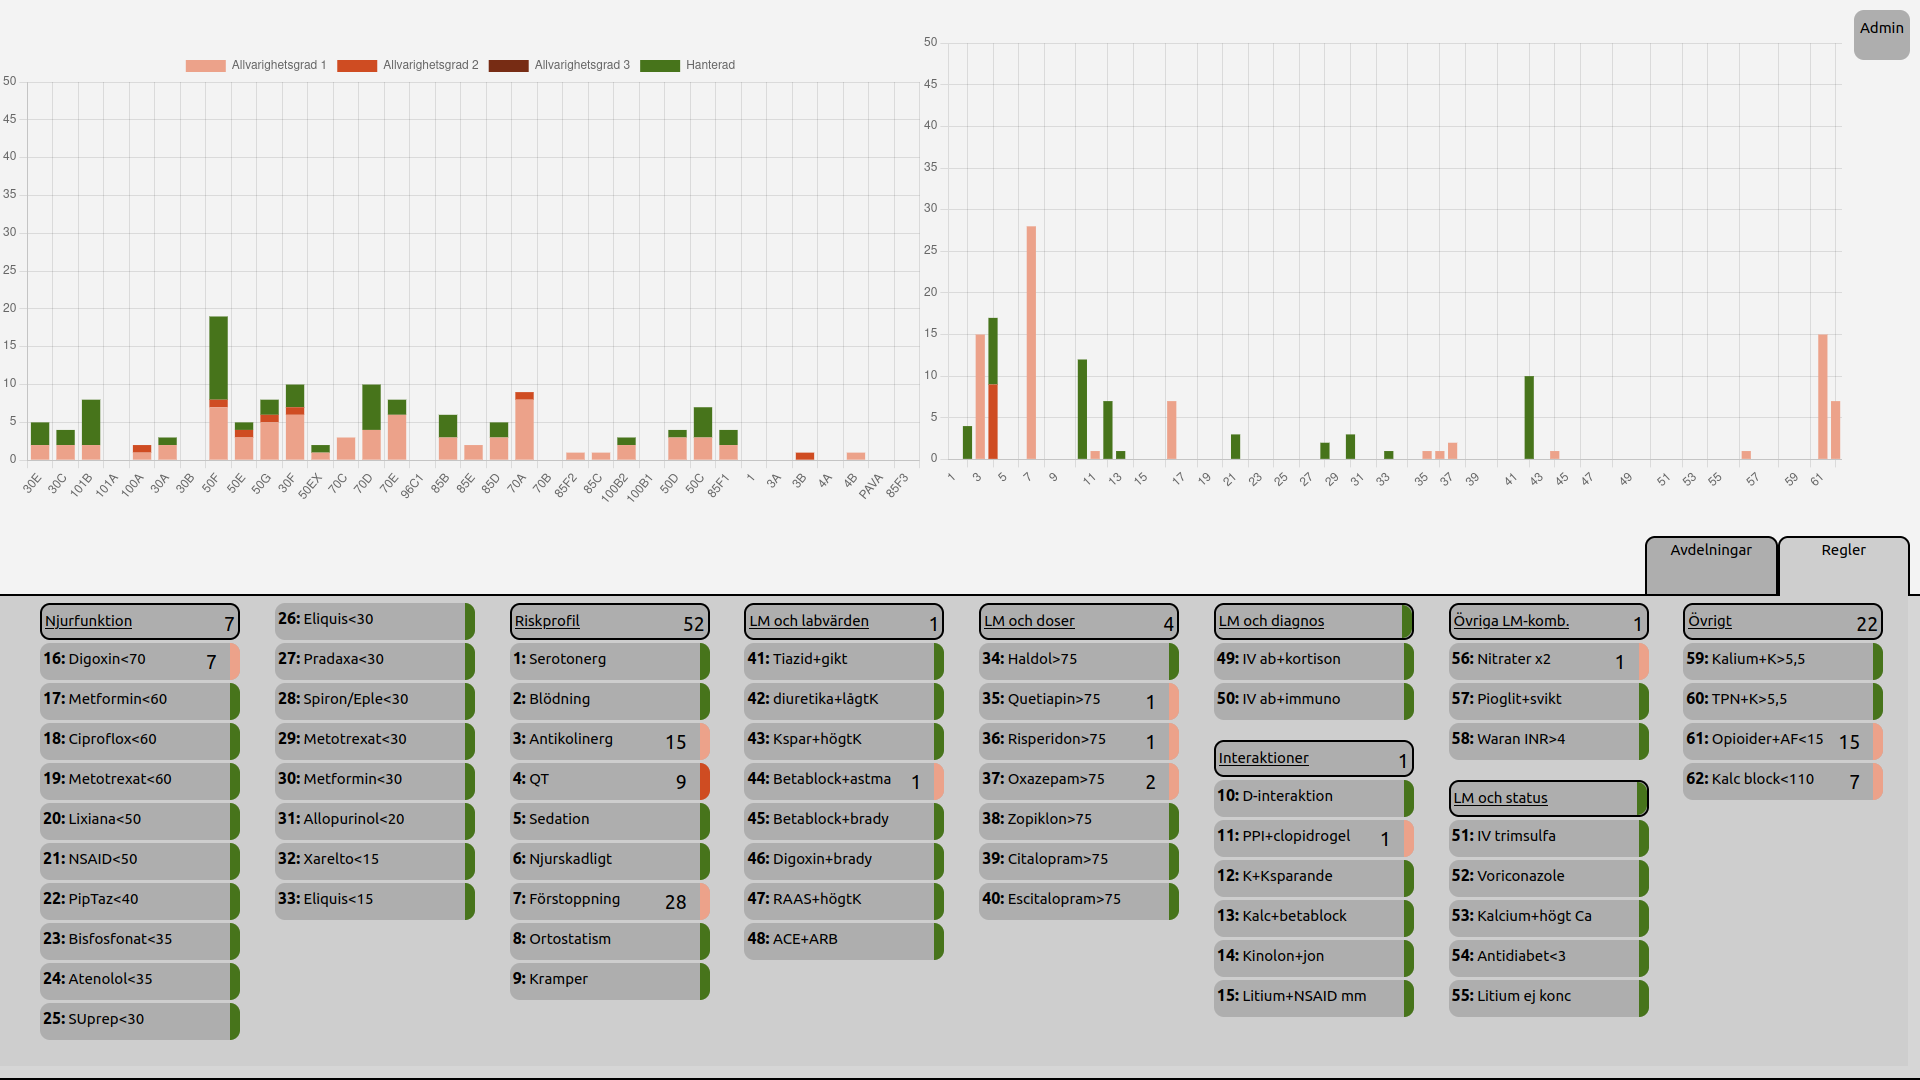 Admin
Allvarighetsgrad 1 Allvarighetsgrad 2 Allvarighetsgrad 3 Hanterad
50
45
40
35
30
25
20
15
10
5
0
30E 30C 101B 101A 100A 30A 30B 50F 50E 50G 30F 50EX 70C 70D 70E 96C1 85B 85E 85D 70A 70B 85F2 85C 100B2 100B1 50D 50C 85F1 1 3A 3B 4A 4B PAVA 85F3
50
45
40
35
30
25
20
15
10
5
0
1 3 5 7 9 11 13 15 17 19 21 23 25 27 29 31 33 35 37 39 41 43 45 47 49 51 53 55 57 59 61
Avdelningar
Regler
Njurfunktion 7
16: Digoxin<70 7
17: Metformin<60
18: Ciproflox<60
19: Metotrexat<60
20: Lixiana<50
21: NSAID<50
22: PipTaz<40
23: Bisfosfonat<35
24: Atenolol<35
25: SUprep<30
26: Eliquis<30
27: Pradaxa<30
28: Spiron/Eple<30
29: Metotrexat<30
30: Metformin<30
31: Allopurinol<20
32: Xarelto<15
33: Eliquis<15
Riskprofil 52
1: Serotonerg
2: Blödning
3: Antikolinerg 15
4: QT 9
5: Sedation
6: Njurskadligt
7: Förstoppning 28
8: Ortostatism
9: Kramper
LM och labvärden 1
41: Tiazid+gikt
42: diuretika+lågtK
43: Kspar+högtK
44: Betablock+astma 1
45: Betablock+brady
46: Digoxin+brady
47: RAAS+högtK
48: ACE+ARB
LM och doser 4
34: Haldol>75
35: Quetiapin>75 1
36: Risperidon>75 1
37: Oxazepam>75 2
38: Zopiklon>75
39: Citalopram>75
40: Escitalopram>75
LM och diagnos
49: IV ab+kortison
50: IV ab+immuno
Interaktioner 1
10: D-interaktion
11: PPI+clopidrogel 1
12: K+Ksparande
13: Kalc+betablock
14: Kinolon+jon
15: Litium+NSAID mm
Övriga LM-komb. 1
56: Nitrater x2 1
57: Pioglit+svikt
58: Waran INR>4
LM och status
51: IV trimsulfa
52: Voriconazole
53: Kalcium+högt Ca
54: Antidiabet<3
55: Litium ej konc
Övrigt 22
59: Kalium+K>5,5
60: TPN+K>5,5
61: Opioider+AF<15 15
62: Kalc block<110 7